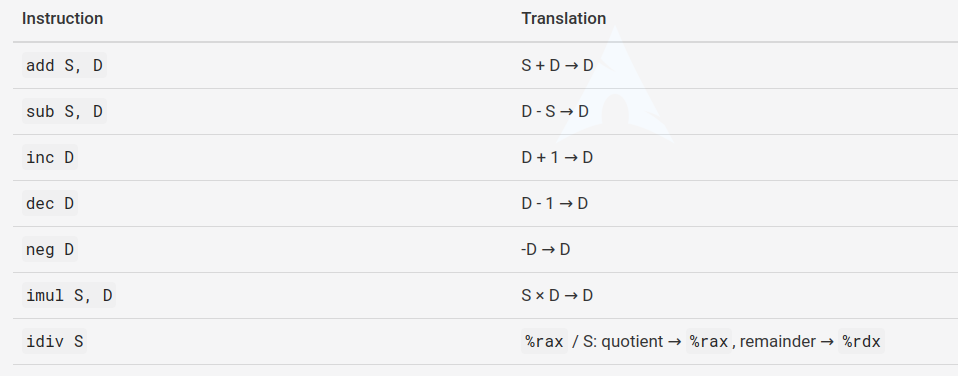 Instruction Translation
add S, D S + D → D
sub S, D D - S → D
inc D D + 1 → D
dec D D - 1 → D
neg D -D → D
imul S, D S × D → D
idiv S %rax / S: quotient → %rax, remainder → %rdx